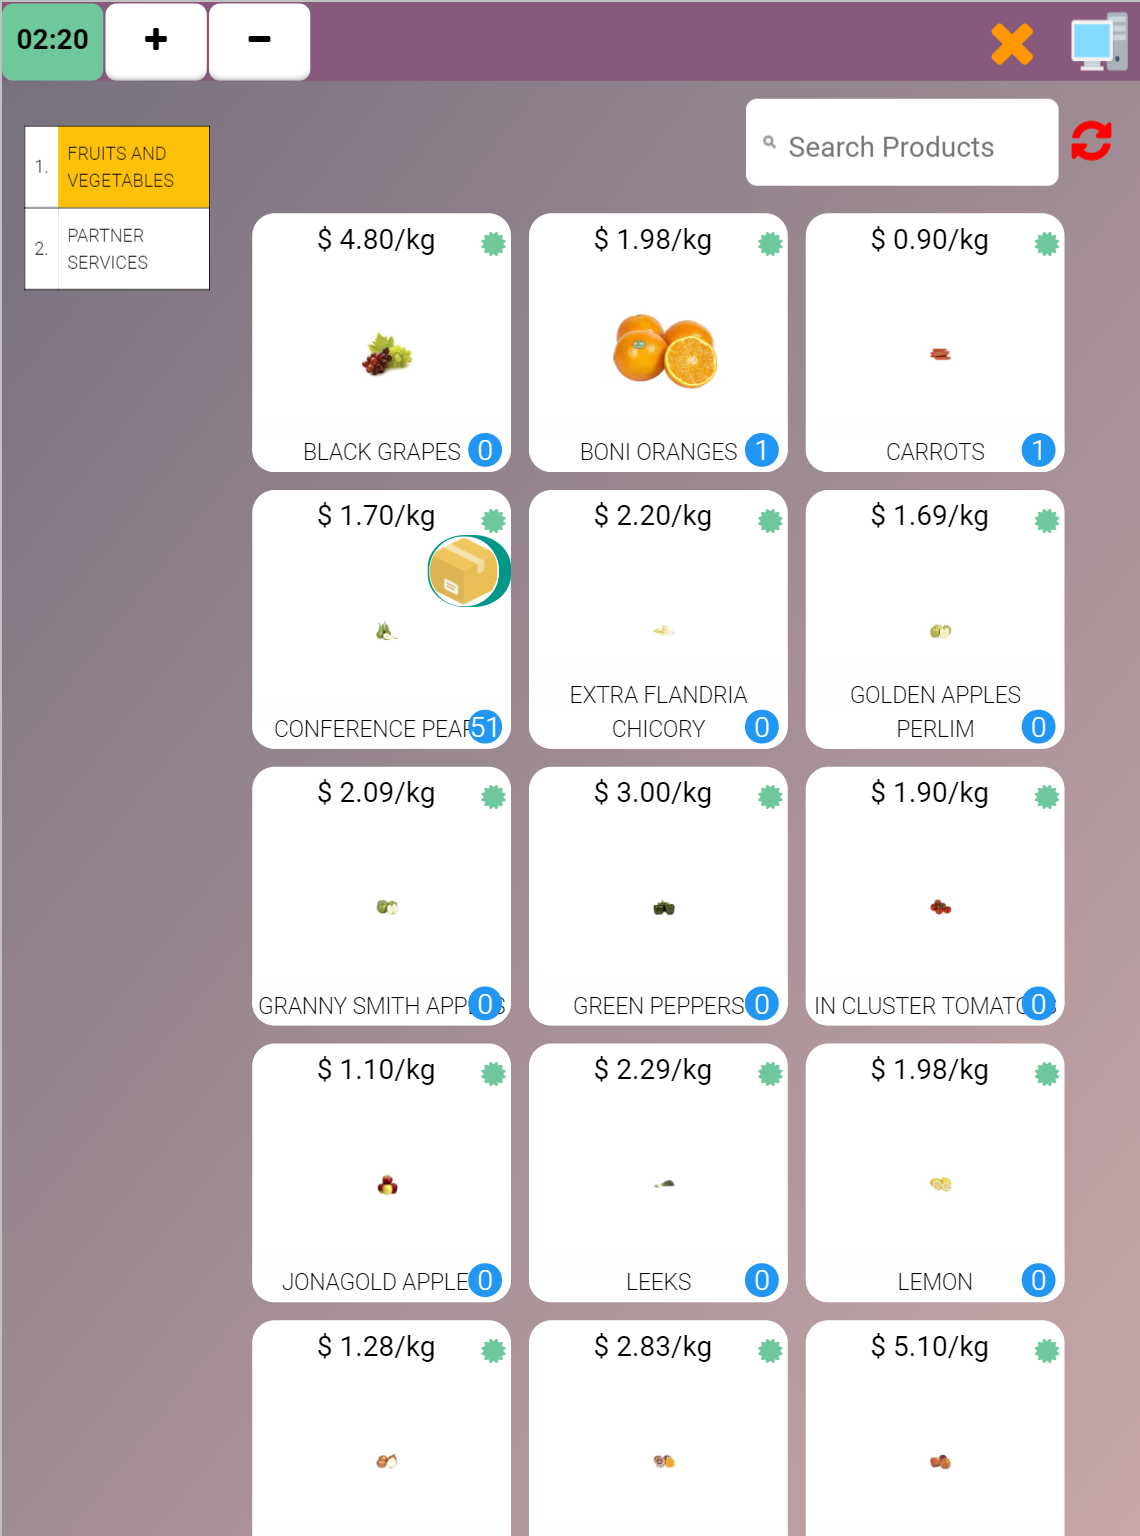 02:20 + −
Search Products
1. FRUITS AND
VEGETABLES
2. PARTNER
SERVICES
$ 4.80/kg
BLACK GRAPES 0
$ 1.98/kg
BONI ORANGES 1
$ 0.90/kg
CARROTS 1
$ 1.70/kg
CONFERENCE 51
$ 2.20/kg
EXTRA FLANDRIA
CHICORY 0
$ 1.69/kg
GOLDEN APPLES
PERLIM 0
$ 2.09/kg
GRANNY SMITH 0
$ 3.00/kg
GREEN PEPPERS 0
$ 1.90/kg
IN CLUSTER 0
$ 1.10/kg
JONAGOLD APPLE 0
$ 2.29/kg
LEEKS 0
$ 1.98/kg
LEMON 0
$ 1.28/kg
$ 2.83/kg
$ 5.10/kg